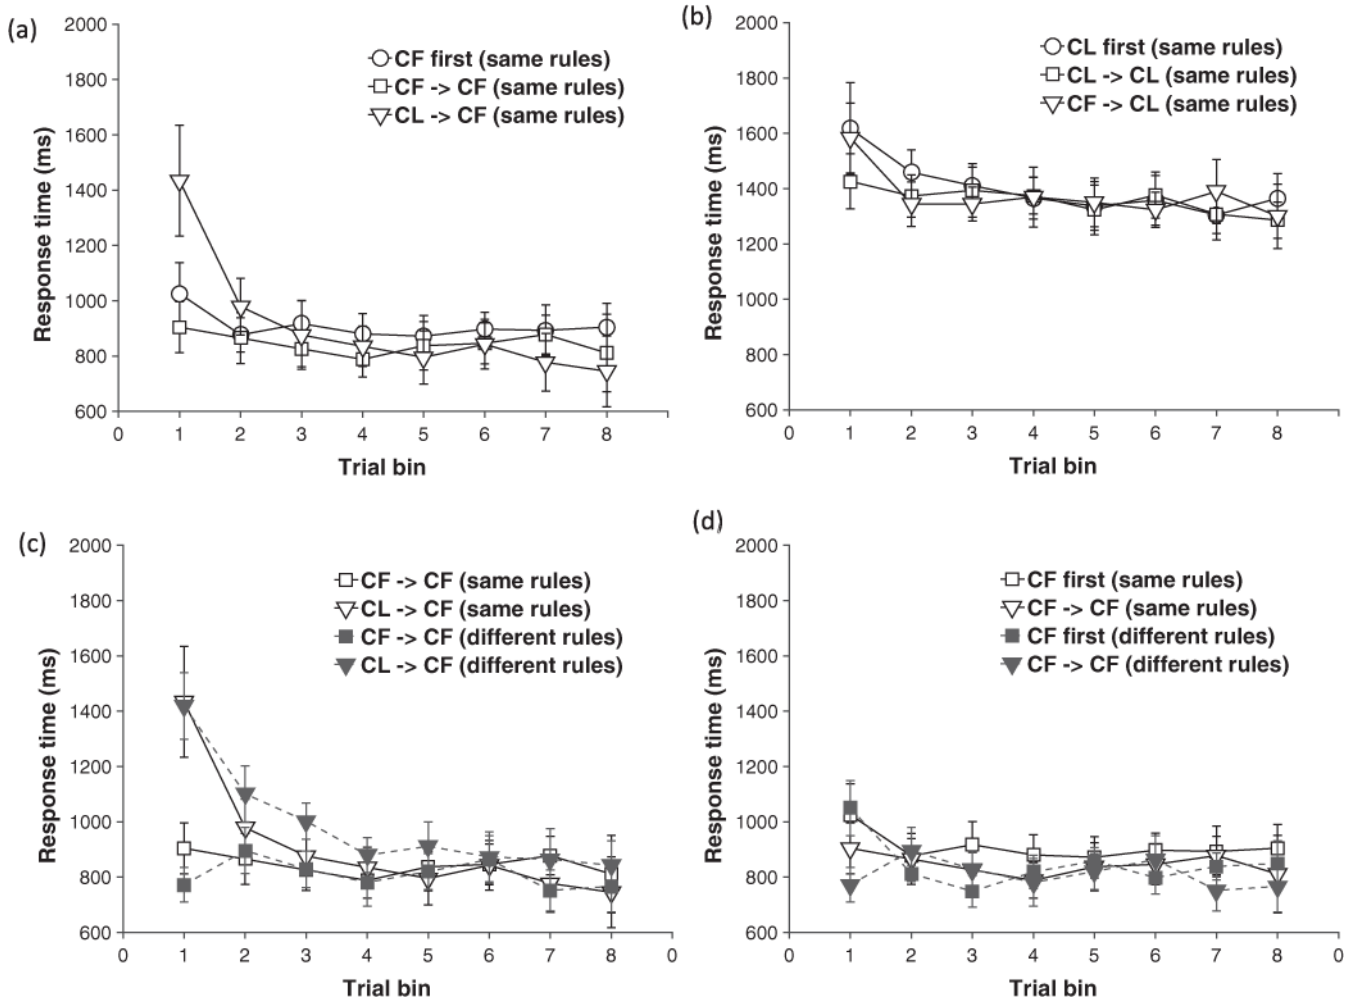 (a)
2000
1800
1600
1400
1200
1000
800
600
Response time (ms)
CF first (same rules)
CF -> CF (same rules)
CL -> CF (same rules)
0 1 2 3 4 5 6 7 8
Trial bin
(b)
2000
1800
1600
1400
1200
1000
800
600
Response time (ms)
CL first (same rules)
CL -> CL (same rules)
CF -> CL (same rules)
0 1 2 3 4 5 6 7 8
Trial bin
(c)
2000
1800
1600
1400
1200
1000
800
600
Response time (ms)
CF -> CF (same rules)
CL -> CF (same rules)
CF -> CF (different rules)
CL -> CF (different rules)
0 1 2 3 4 5 6 7 8 0
Trial bin
(d)
2000
1800
1600
1400
1200
1000
800
600
Response time (ms)
CF first (same rules)
CF -> CF (same rules)
CF first (different rules)
CF -> CF (different rules)
0 1 2 3 4 5 6 7 8 0
Trial bin